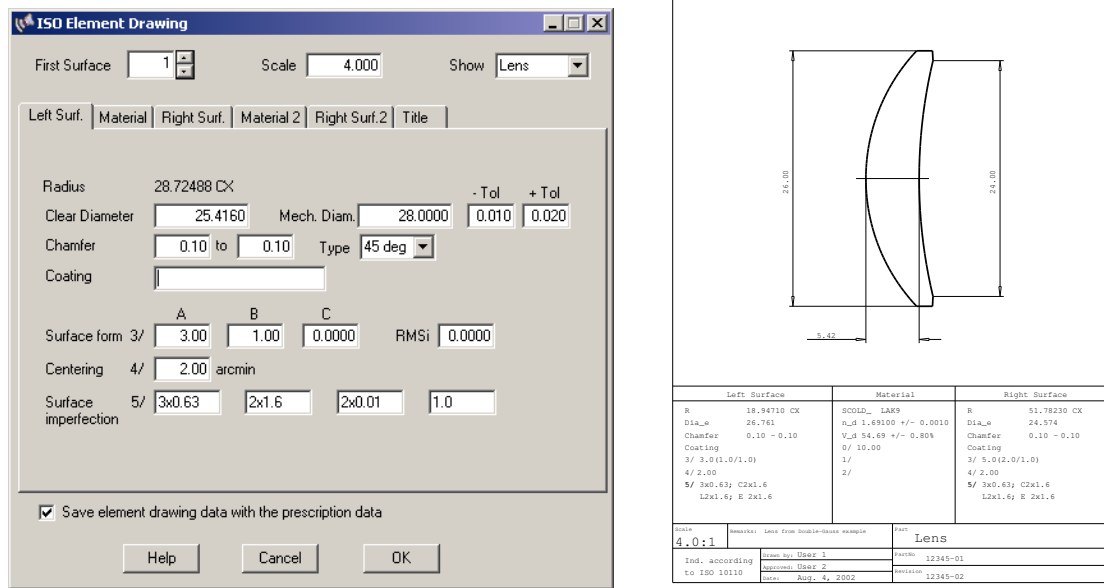 ISO Element Drawing
First Surface 1 Scale 4.000 Show Lens
Left Surf. Material Right Surf. Material 2 Right Surf.2 Title
Radius 28.72488 CX
- Tol + Tol
Clear Diameter 25.4160 Mech. Diam. 28.0000 0.010 0.020
Chamfer 0.10 to 0.10 Type 45 deg
Coating
A B C
Surface form 3/ 3.00 1.00 0.0000 RMSi 0.0000
Centering 4/ 2.00 arcmin
Surface imperfection 5/ 3x0.63 2x1.6 2x0.01 1.0
Save element drawing data with the prescription data
Help Cancel OK
26.00
24.00
5.42
Left Surface Material Right Surface
R 18.94710 CX SCOLD_ LAK9 R 51.78230 CX
Dia_e 26.761 n_d 1.69100 +/- 0.0010 Dia_e 24.574
Chamfer 0.10 - 0.10 V_d 54.69 +/- 0.80% Chamfer 0.10 - 0.10
Coating 0/ 10.00 Coating
3/ 3.0(1.0/1.0) 1/ 3/ 5.0(2.0/1.0)
4/ 2.00 2/ 4/ 2.00
5/ 3x0.63; C2x1.6 5/ 3x0.63; C2x1.6
L2x1.6; E 2x1.6 L2x1.6; E 2x1.6
Scale Remarks: Lens from Double-Gauss example Part
4.0:1 Lens
Ind. according to ISO 10110
Drawn by: User 1 PartNo 12345-01
Approved: User 2
Date: Aug. 4, 2002 Revision 12345-02